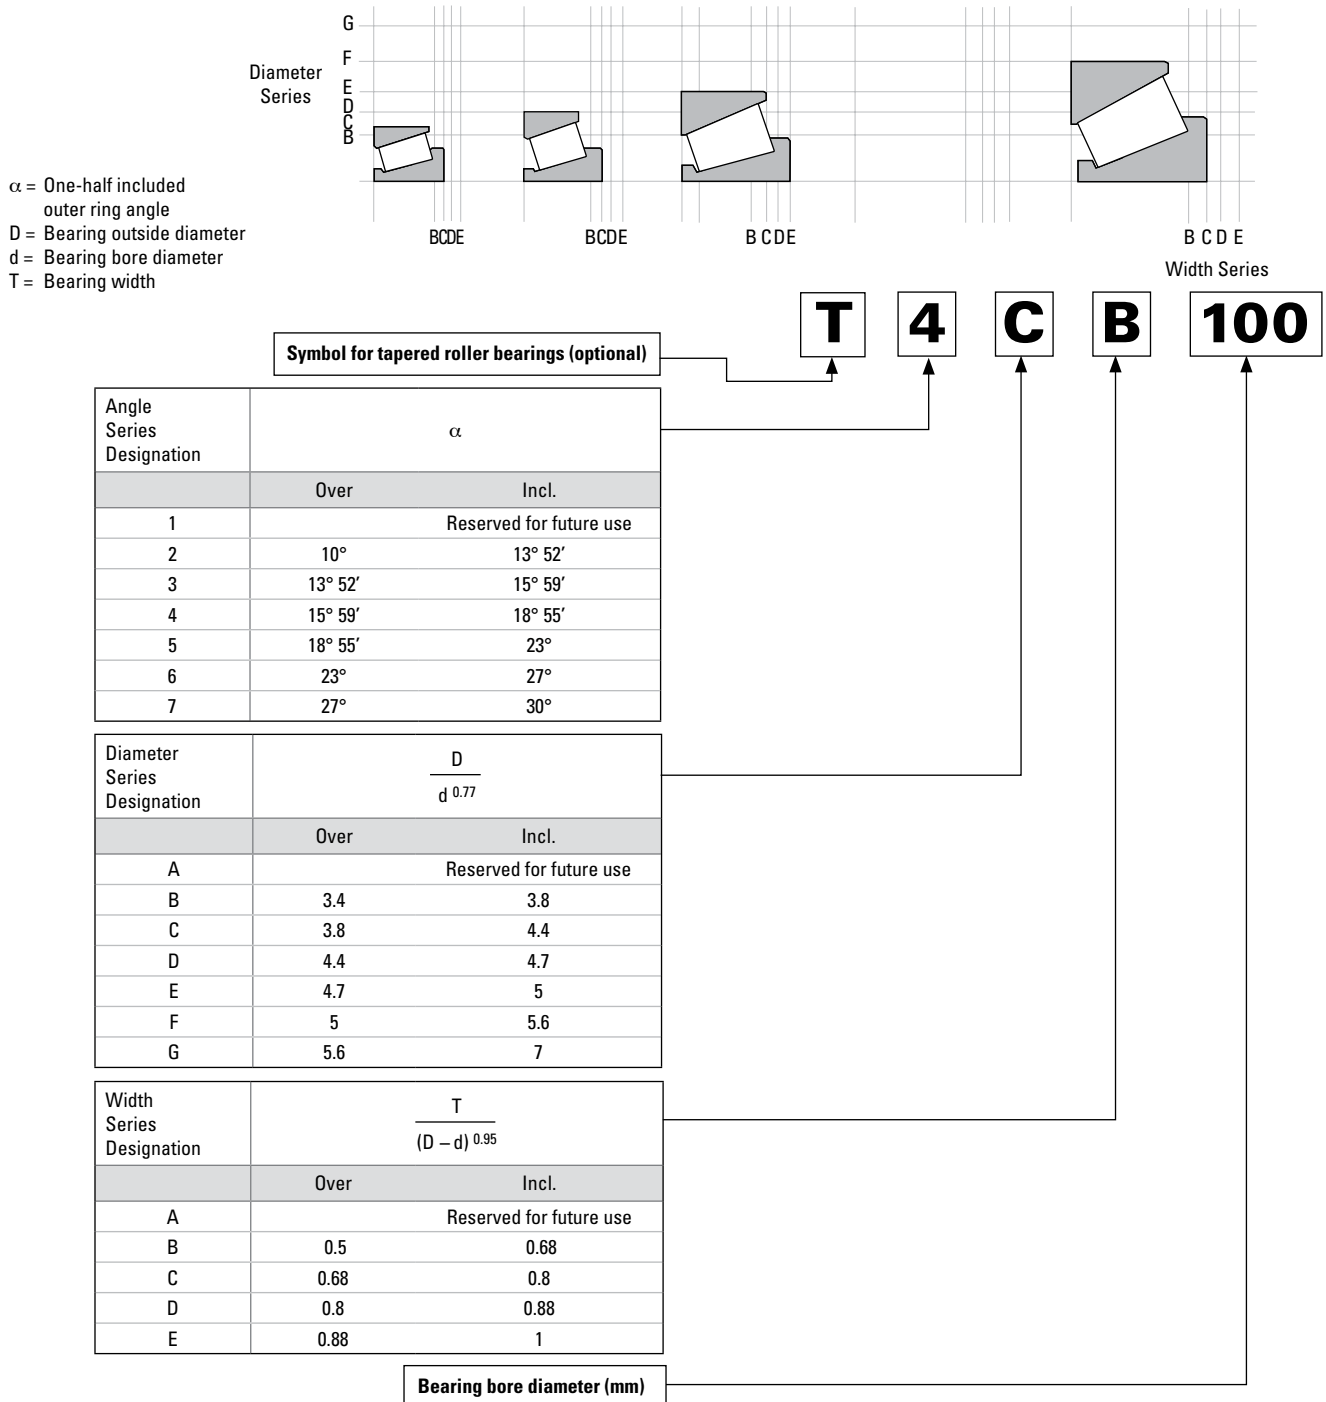 G
F
E
D
C
B
Diameter
Series
α = One-half included
outer ring angle
D = Bearing outside diameter
d = Bearing bore diameter
T = Bearing width
BCDE BCDE B C D E B C D E
Width Series
T 4 C B 100
Symbol for tapered roller bearings (optional)
Angle
Series
Designation
α
Over Incl.
1 Reserved for future use
2 10° 13° 52′
3 13° 52′ 15° 59′
4 15° 59′ 18° 55′
5 18° 55′ 23°
6 23° 27°
7 27° 30°
Diameter
Series
Designation
D
d 0.77
Over Incl.
A Reserved for future use
B 3.4 3.8
C 3.8 4.4
D 4.4 4.7
E 4.7 5
F 5 5.6
G 5.6 7
Width
Series
Designation
T
(D – d) 0.95
Over Incl.
A Reserved for future use
B 0.5 0.68
C 0.68 0.8
D 0.8 0.88
E 0.88 1
Bearing bore diameter (mm)